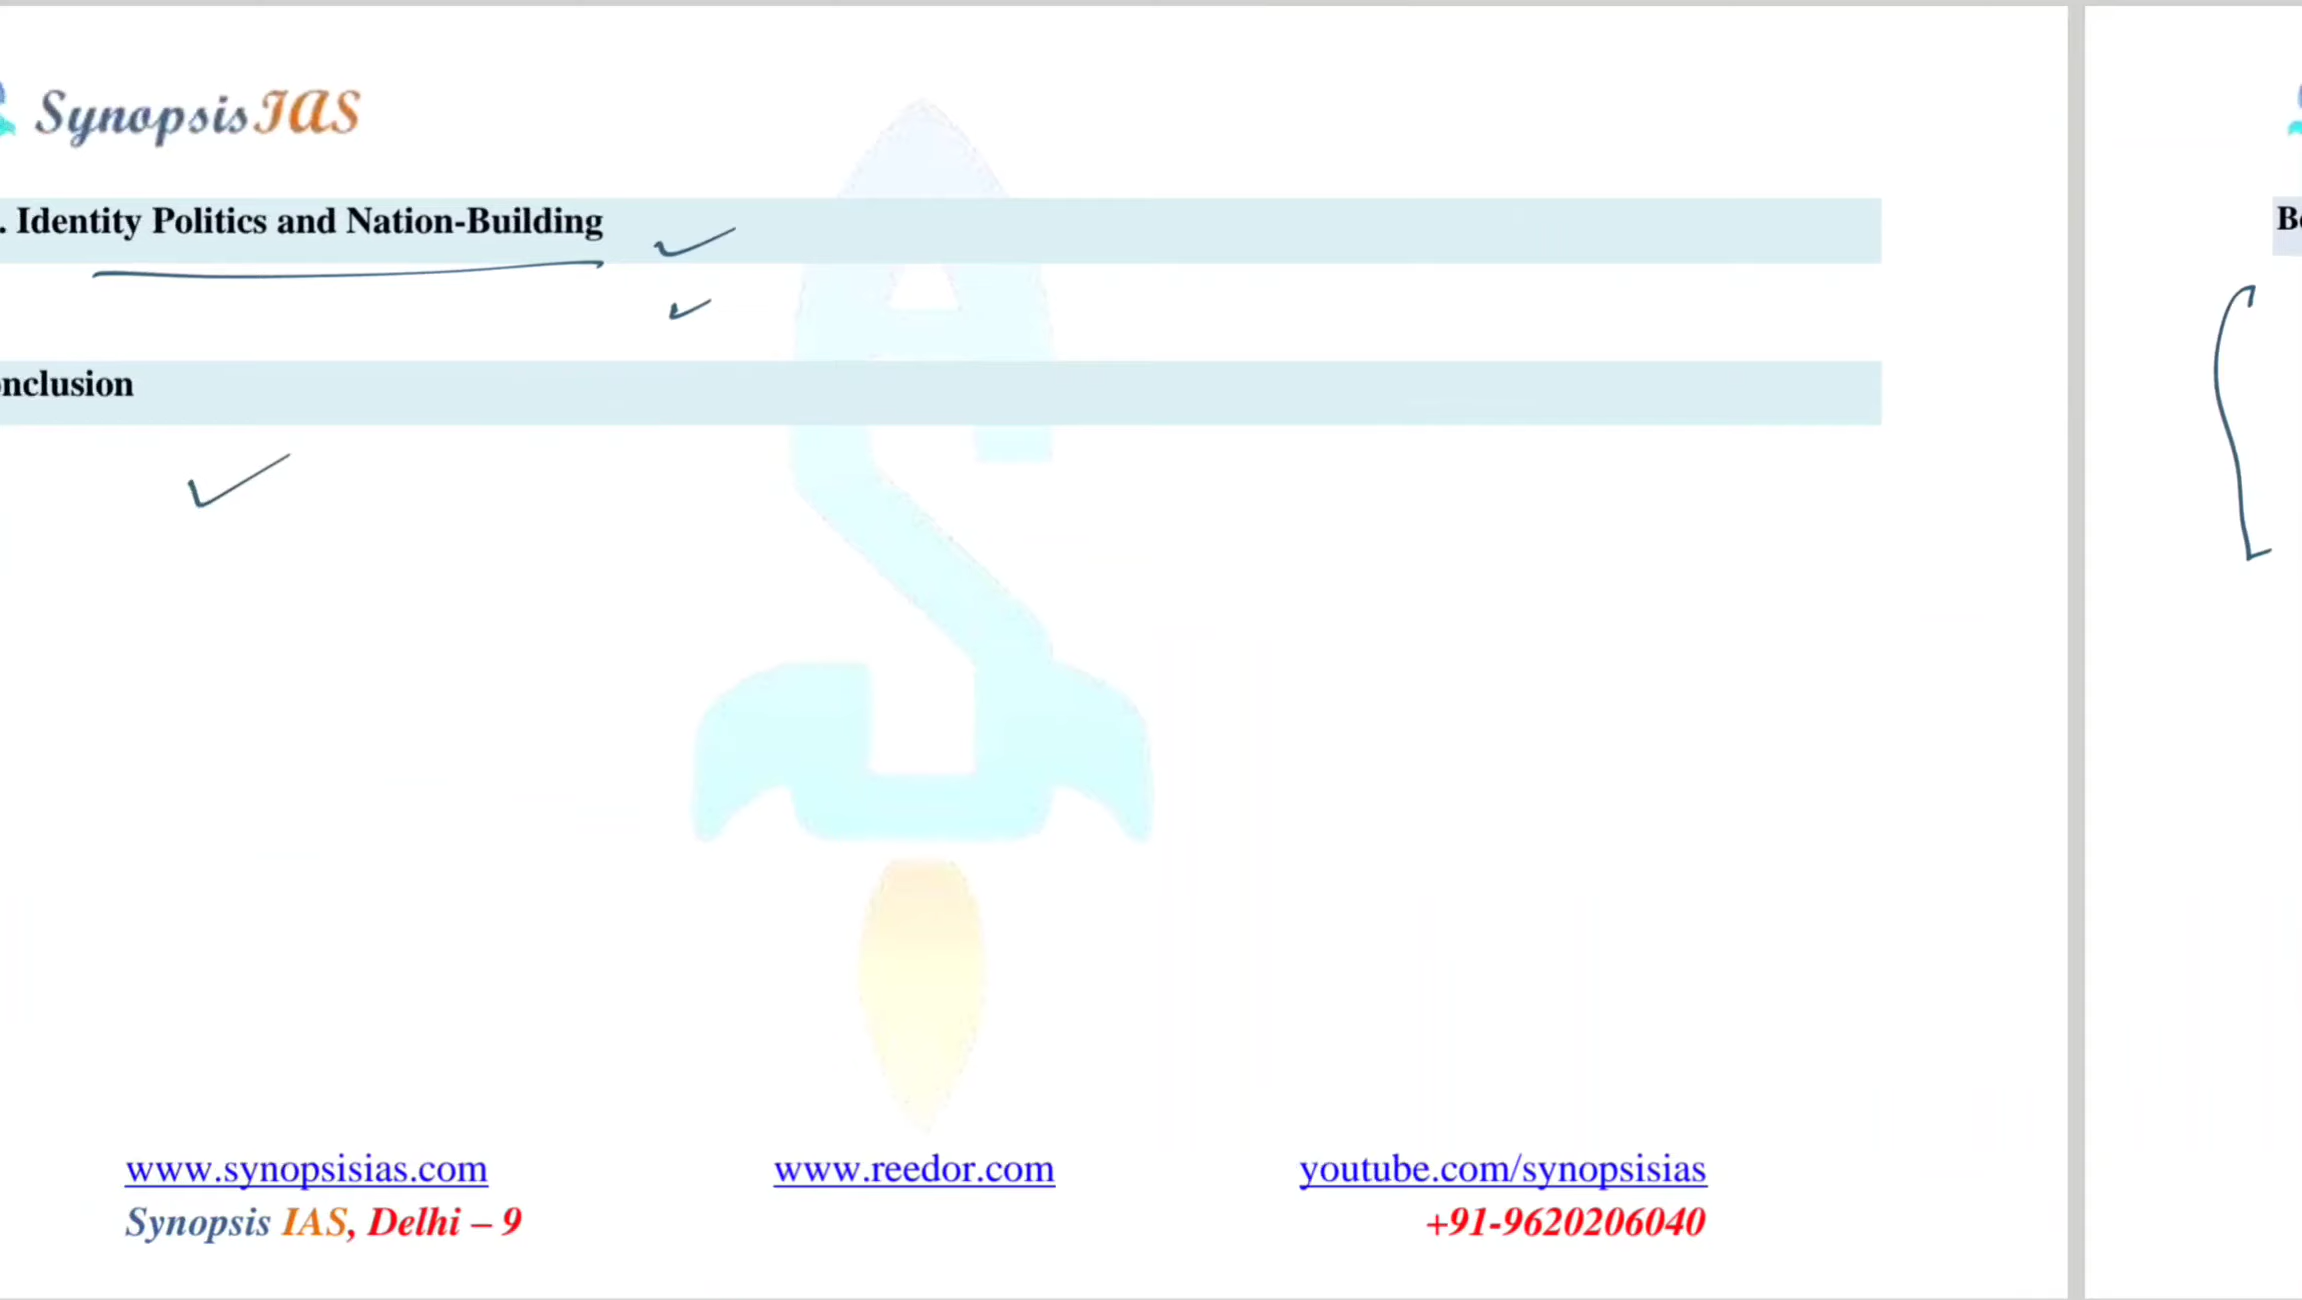 SynopsisIAS
. Identity Politics and Nation-Building
onclusion
www.synopsisias.com www.reedor.com youtube.com/synopsisias
Synopsis IAS, Delhi – 9 +91-9620206040